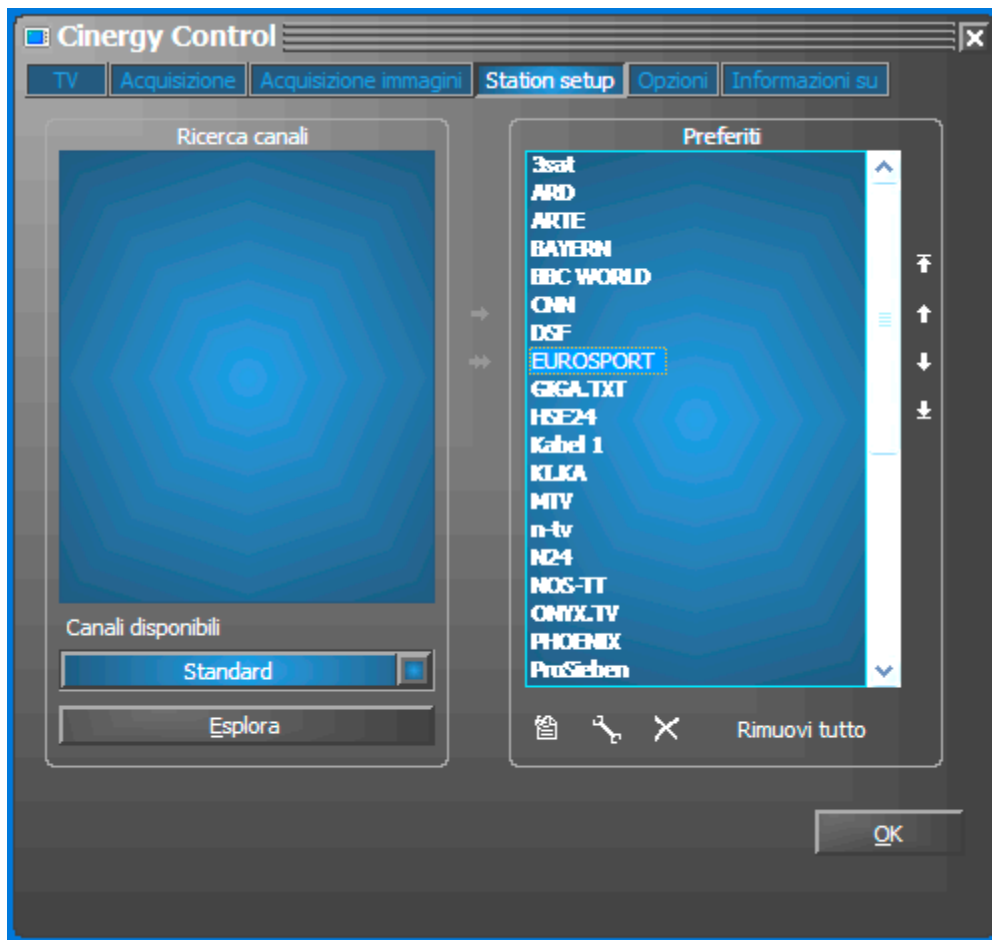 Cinergy Control
TV
Acquisizione
Acquisizione immagini
Station setup
Opzioni
Informazioni su
Ricerca canali
Canali disponibili
Standard
Esplora
Preferiti
3sat
ARD
ARTE
BAYERN
BBC WORLD
CNN
DSF
EUROSPORT
GIGA.TXT
HSE24
Kabel 1
KI.KA
MTV
n-tv
N24
NOS-TT
ONYX.TV
PHOENIX
ProSieben
Rimuovi tutto
OK